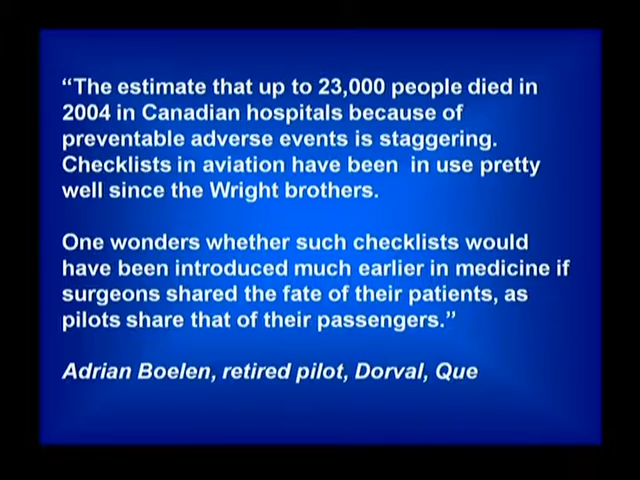 “The estimate that up to 23,000 people died in
2004 in Canadian hospitals because of
preventable adverse events is staggering.
Checklists in aviation have been  in use pretty
well since the Wright brothers.
One wonders whether such checklists would
have been introduced much earlier in medicine if
surgeons shared the fate of their patients, as
pilots share that of their passengers.”
Adrian Boelen, retired pilot, Dorval, Que